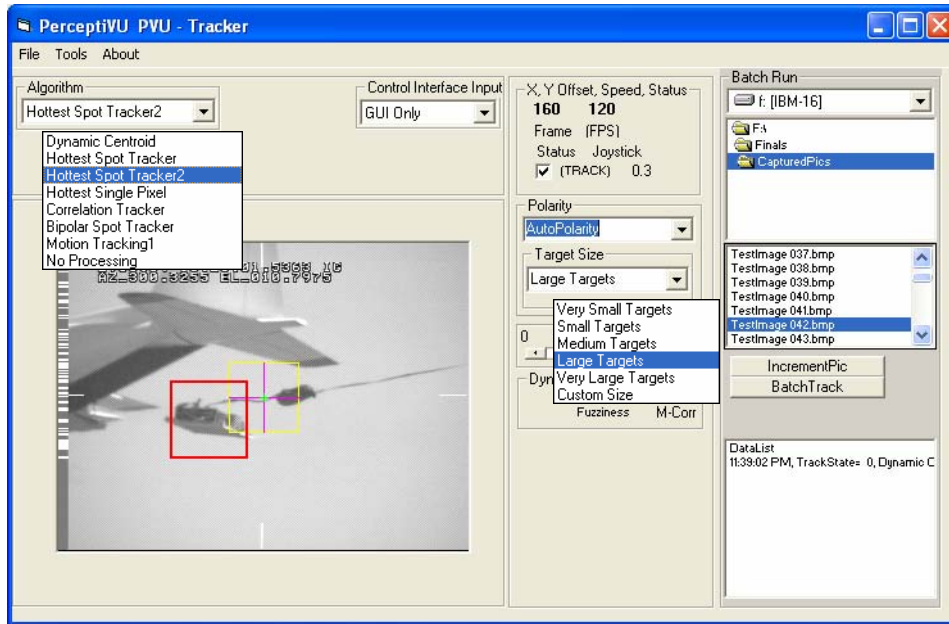 PerceptiVU PVU - Tracker
File Tools About
Algorithm
Hottest Spot Tracker2
Dynamic Centroid
Hottest Spot Tracker
Hottest Spot Tracker2
Hottest Single Pixel
Correlation Tracker
Bipolar Spot Tracker
Motion Tracking1
No Processing
Control Interface Input
GUI Only
AZ_300.3255 EL_010.7975
X, Y Offset, Speed, Status
160 120
Frame (FPS)
Status Joystick
(TRACK) 0.3
Polarity
AutoPolarity
Target Size
Large Targets
Very Small Targets
Small Targets
Medium Targets
Large Targets
Very Large Targets
Custom Size
0
Dyn
Fuzziness M-Corr
Batch Run
f: [IBM-16]
F:\
Finals
CapturedPics
TestImage 037.bmp
TestImage 038.bmp
TestImage 039.bmp
TestImage 040.bmp
TestImage 041.bmp
TestImage 042.bmp
TestImage 043.bmp
IncrementPic
BatchTrack
DataList
11:39:02 PM, TrackState= 0, Dynamic C